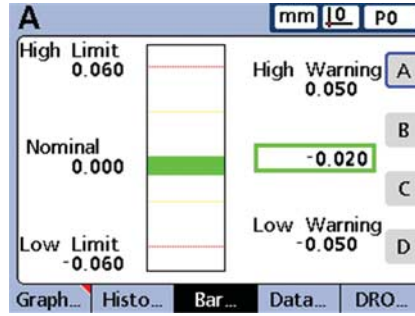 A mm 0 P0
High Limit
0.060
High Warning
0.050
A
B
Nominal
0.000
-0.020
C
Low Warning
-0.050
D
Low Limit
-0.060
Graph... Histo... Bar... Data... DRO...